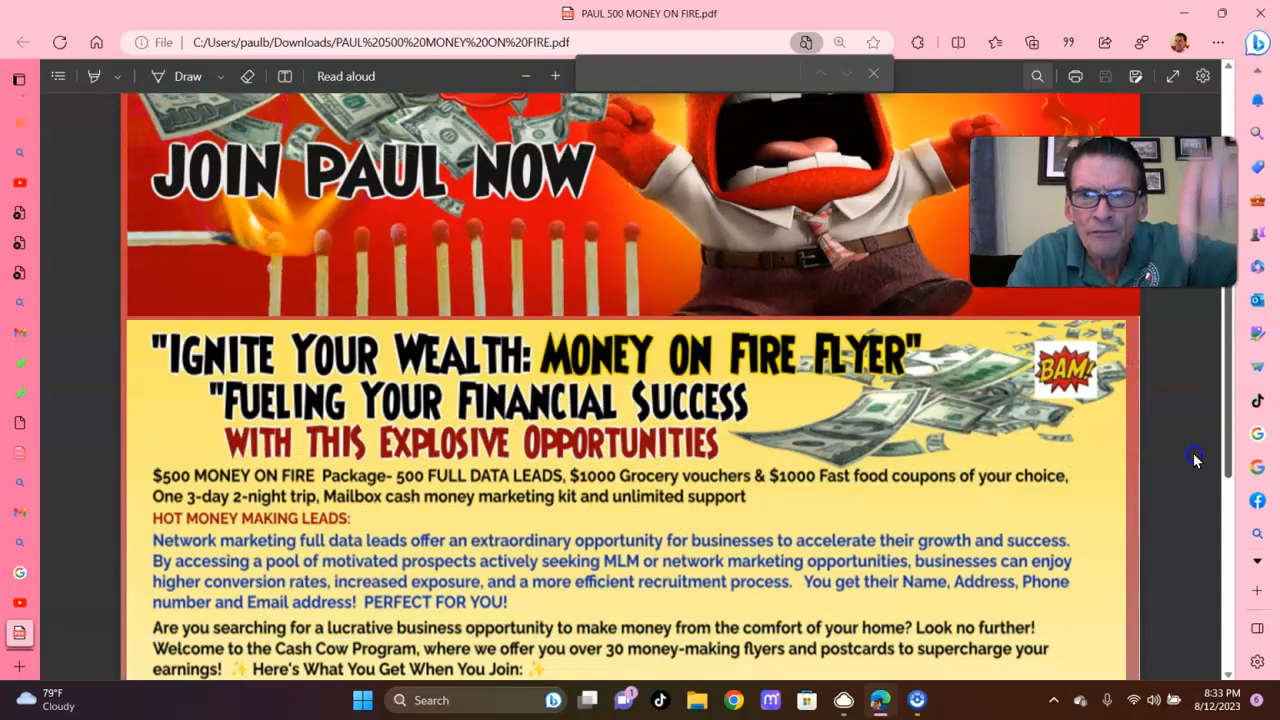 PAUL 500 MONEY ON FIRE.pdf
File
C:/Users/paulb/Downloads/PAUL%20500%20MONEY%20ON%20FIRE.pdf
Draw
Read aloud
JOIN PAUL NOW
"IGNITE YOUR WEALTH: MONEY ON FIRE FLYER"
BAM!
"FUELING YOUR FINANCIAL SUCCESS
WITH THIS EXPLOSIVE OPPORTUNITIES
$500 MONEY ON FIRE Package- 500 FULL DATA LEADS, $1000 Grocery vouchers & $1000 Fast food coupons of your choice,
One 3-day 2-night trip, Mailbox cash money marketing kit and unlimited support
HOT MONEY MAKING LEADS:
Network marketing full data leads offer an extraordinary opportunity for businesses to accelerate their growth and success.
By accessing a pool of motivated prospects actively seeking MLM or network marketing opportunities, businesses can enjoy
higher conversion rates, increased exposure, and a more efficient recruitment process. You get their Name, Address, Phone
number and Email address! PERFECT FOR YOU!
Are you searching for a lucrative business opportunity to make money from the comfort of your home? Look no further!
Welcome to the Cash Cow Program, where we offer you over 30 money-making flyers and postcards to supercharge your
earnings! ✨ Here's What You Get When You Join: ✨
79°F
Cloudy
Search
1
8:33 PM
8/12/2023
6